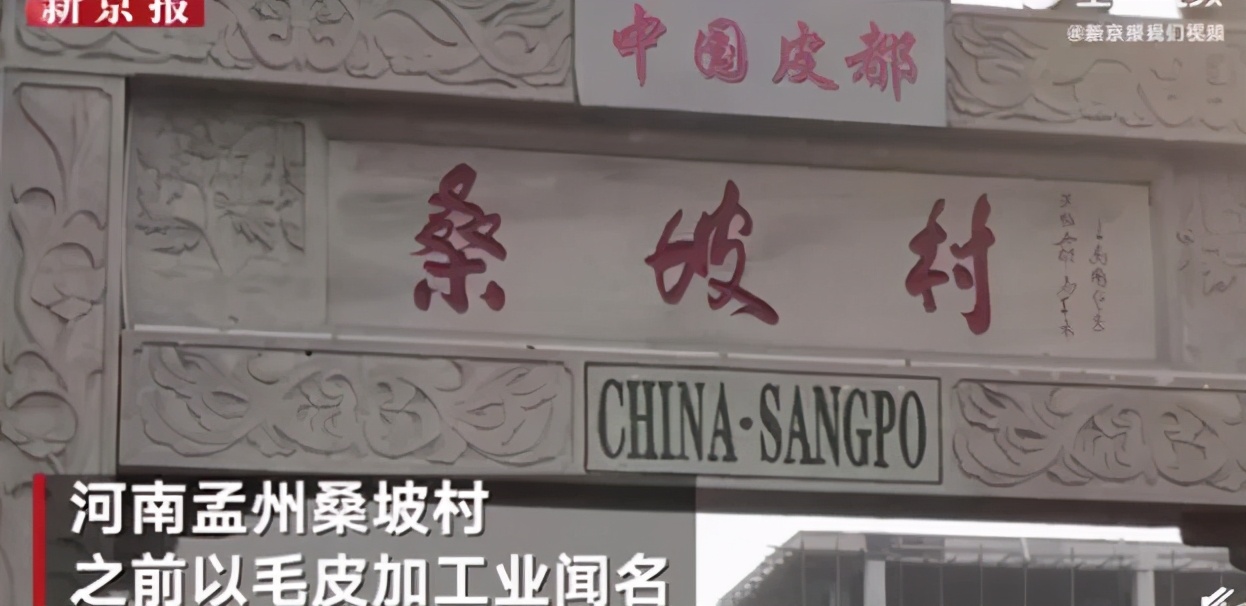 新京报
@新京报我们视频
中国皮都
桑坡村
CHINA·SANGPO
河南孟州桑坡村
之前以毛皮加工业闻名